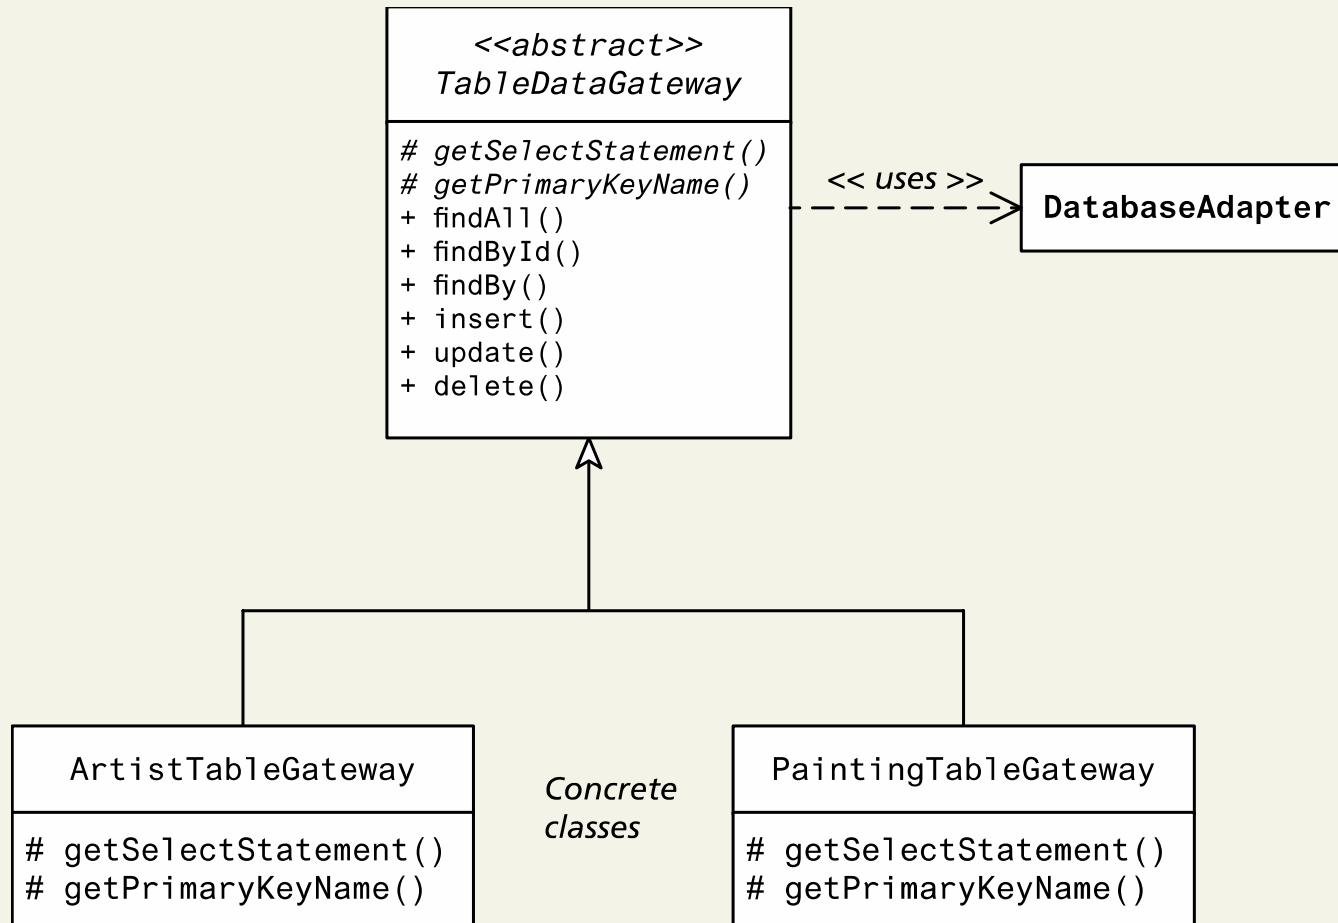 <<abstract>>
TableDataGateway
# getSelectStatement()
# getPrimaryKeyName()
+ findAll()
+ findById()
+ findBy()
+ insert()
+ update()
+ delete()
<< uses >>
DatabaseAdapter
ArtistTableGateway
# getSelectStatement()
# getPrimaryKeyName()
Concrete
classes
PaintingTableGateway
# getSelectStatement()
# getPrimaryKeyName()